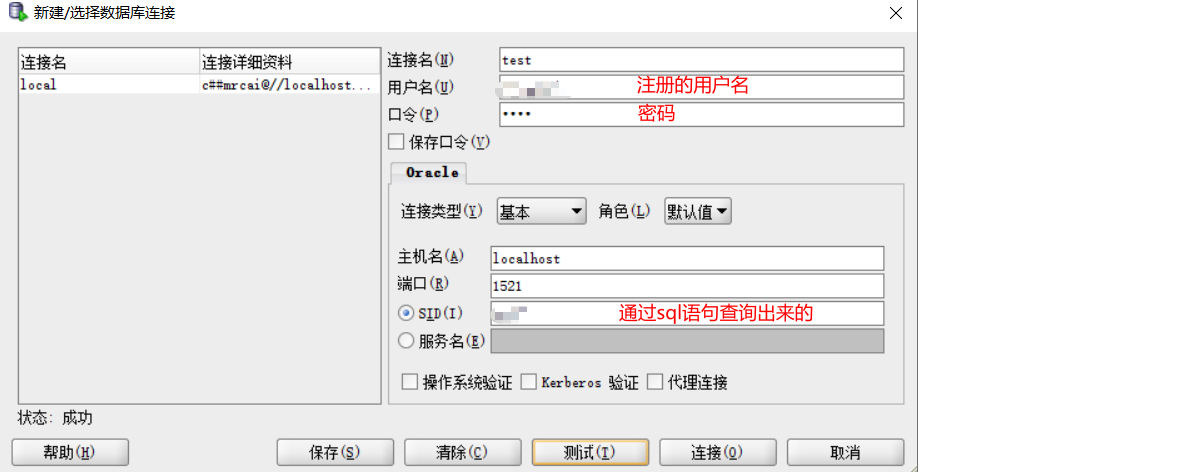 新建/选择数据库连接
连接名 连接详细资料
local c##mrcai@//localhost...
连接名(N) test
用户名(U) 注册的用户名
口令(P) •••• 密码
保存口令(V)
Oracle
连接类型(Y) 基本 角色(L) 默认值
主机名(A) localhost
端口(R) 1521
SID(I) 通过sql语句查询出来的
服务名(E)
操作系统验证 Kerberos 验证 代理连接
状态: 成功
帮助(H) 保存(S) 清除(C) 测试(T) 连接(O) 取消